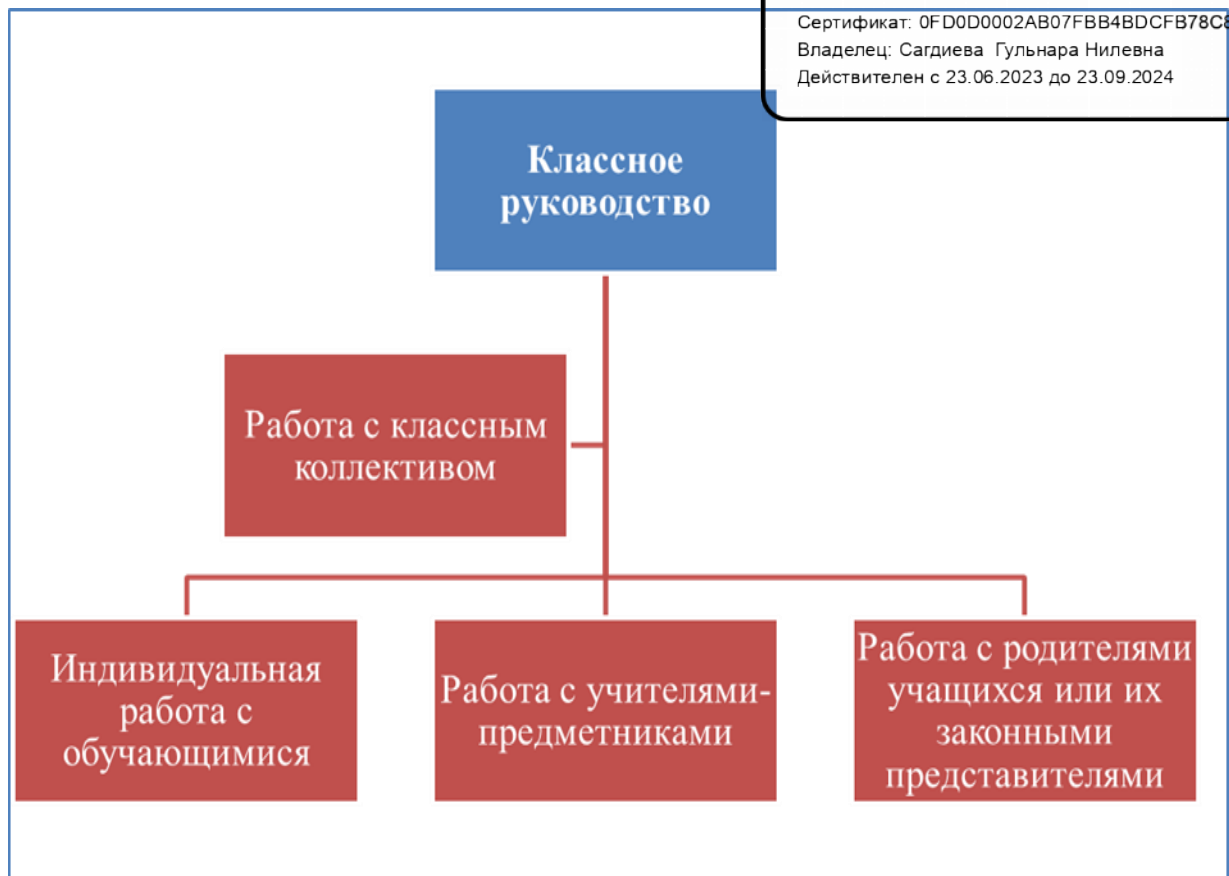 Сертификат: 0FD0D0002AB07FBB4BDCFB78C8
Владелец: Сагдиева Гульнара Нилевна
Действителен с 23.06.2023 до 23.09.2024
Классное
руководство
Работа с классным
коллективом
Индивидуальная
работа с
обучающимися
Работа с учителями-
предметниками
Работа с родителями
учащихся или их
законными
представителями